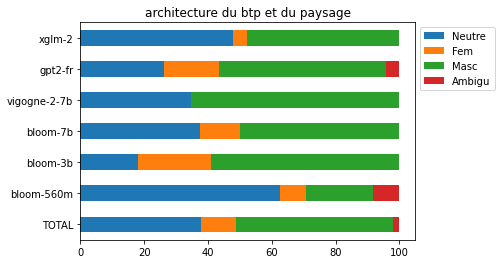 architecture du btp et du paysage
xglm-2
gpt2-fr
vigogne-2-7b
bloom-7b
bloom-3b
bloom-560m
TOTAL
0 20 40 60 80 100
Neutre
Fem
Masc
Ambigu